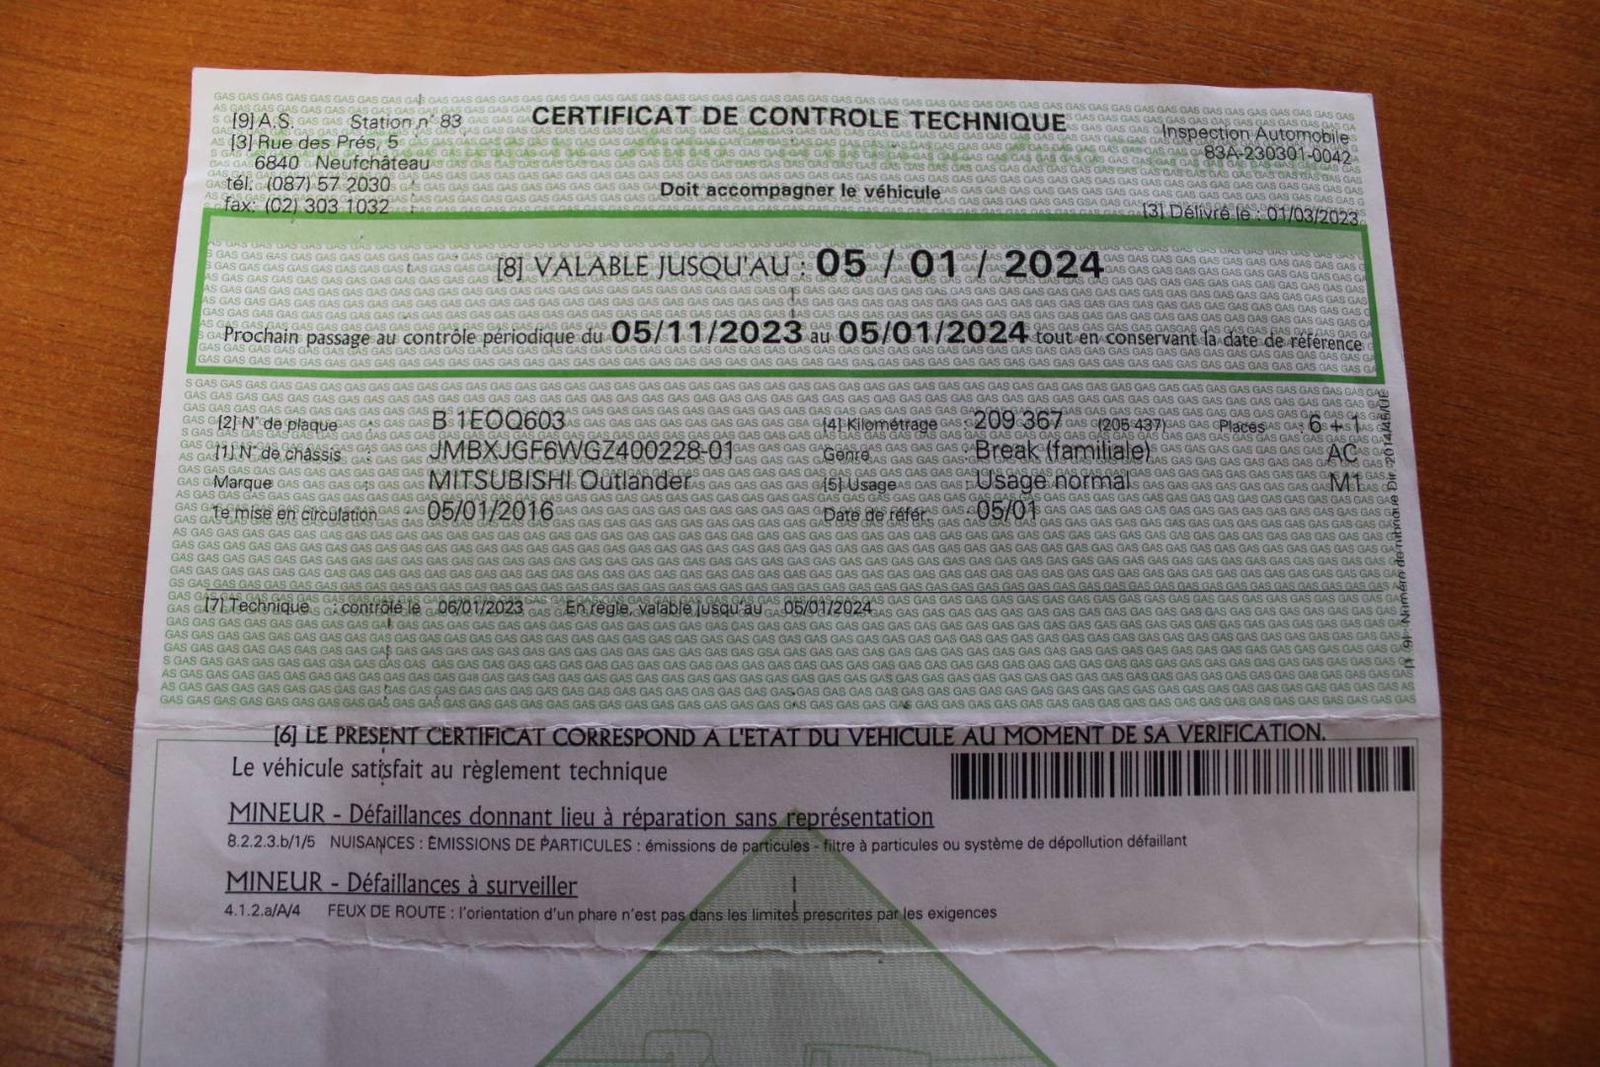 [9] A.S. Station n° 83
[3] Rue des Prés, 5
6840 Neufchâteau
tél: (087) 57 2030
fax: (02) 303 1032
CERTIFICAT DE CONTROLE TECHNIQUE
Doit accompagner le véhicule
Inspection Automobile
83A-230301-0042
[3] Délivré le : 01/03/2023
[8] VALABLE JUSQU'AU : 05 / 01 / 2024
Prochain passage au contrôle périodique du 05/11/2023 au 05/01/2024 tout en conservant la date de référence
[2] N° de plaque : B 1EOQ603 [4] Kilométrage : 209 367 (205 437) Places : 6 + 1
[1] N° de châssis : JMBXJGF6WGZ400228-01 Genre : Break (familiale) AC
Marque : MITSUBISHI Outlander [5] Usage : Usage normal M1
1e mise en circulation : 05/01/2016 Date de référ. : 05/01
[7] Technique : contrôlé le 06/01/2023 En règle, valable jusqu'au 05/01/2024
[6] LE PRESENT CERTIFICAT CORRESPOND A L'ETAT DU VEHICULE AU MOMENT DE SA VERIFICATION.
Le véhicule satisfait au règlement technique
MINEUR - Défaillances donnant lieu à réparation sans représentation
8.2.2.3.b/1/5 NUISANCES : EMISSIONS DE PARTICULES : émissions de particules - filtre à particules ou système de dépollution défaillant
MINEUR - Défaillances à surveiller
4.1.2.a/A/4 FEUX DE ROUTE : l'orientation d'un phare n'est pas dans les limites prescrites par les exigences